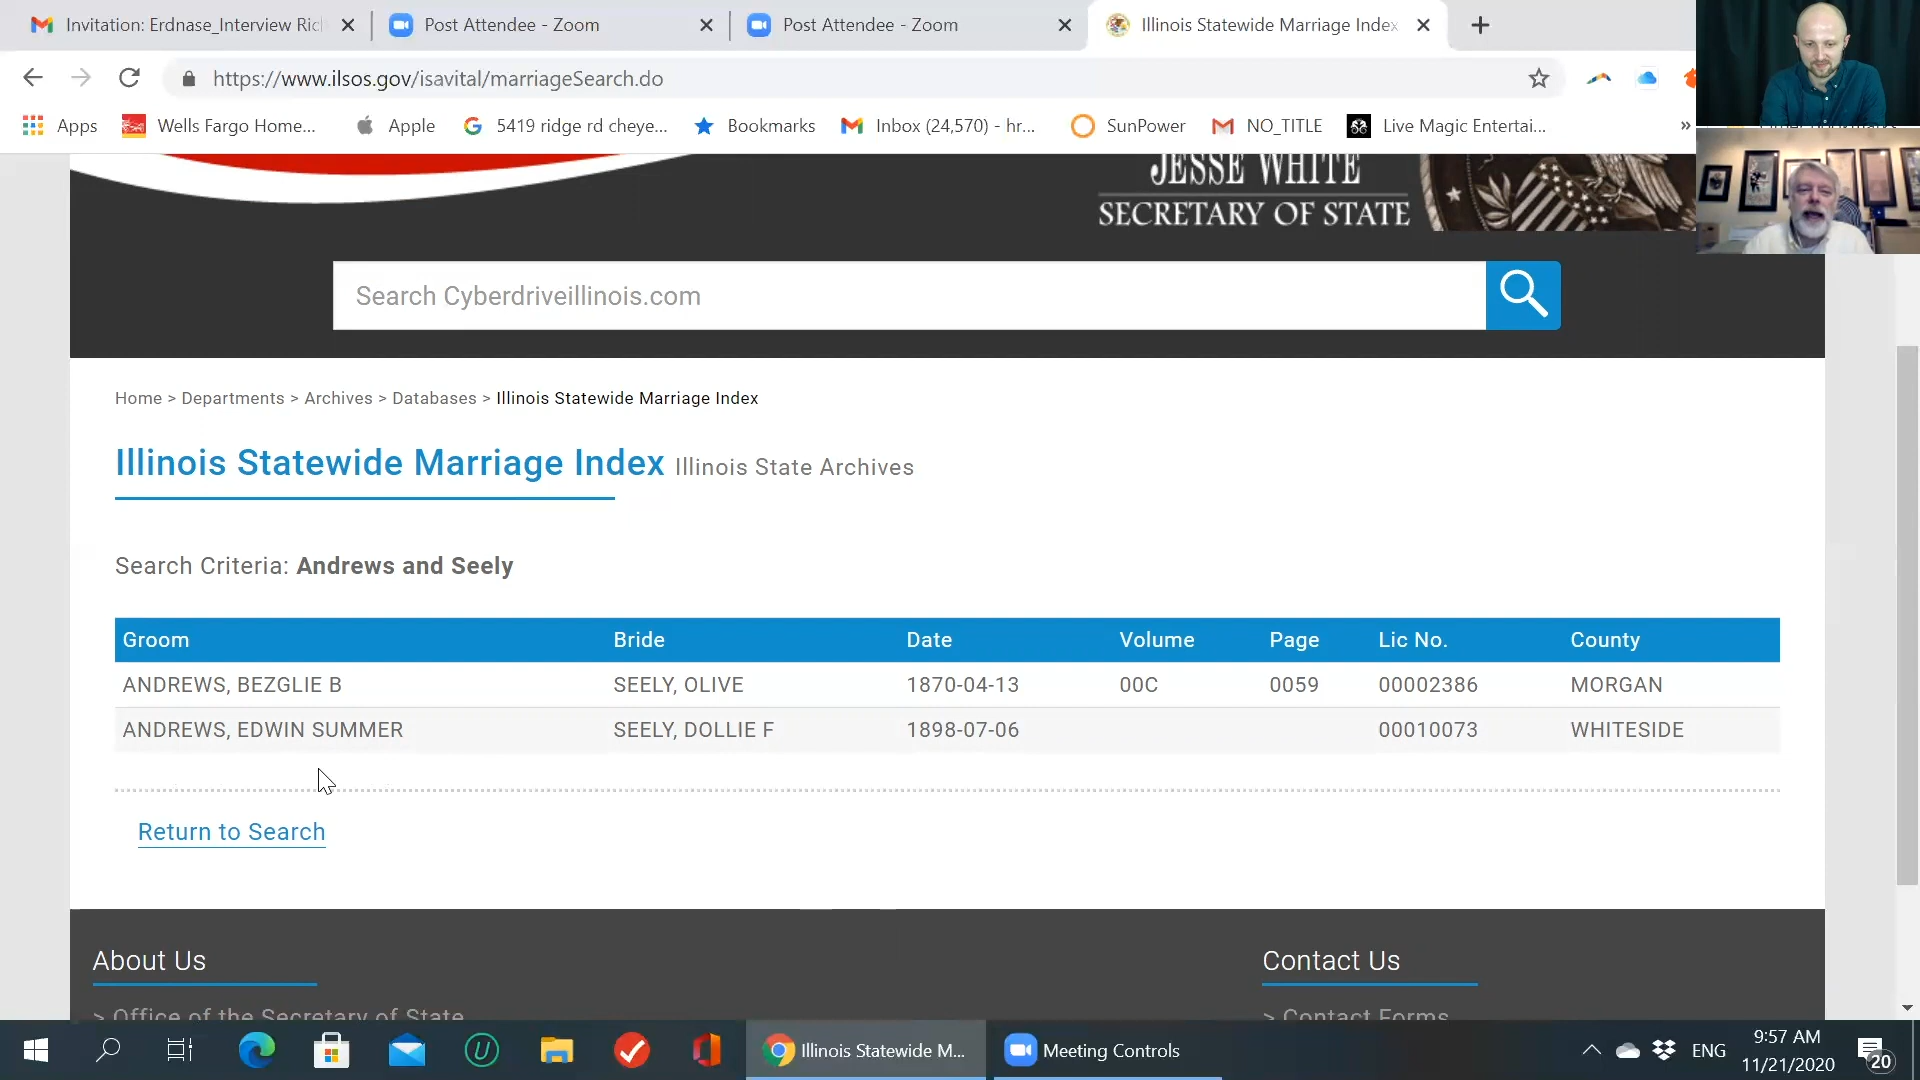 Invitation: Erdnase_Interview Ric
Post Attendee - Zoom
Post Attendee - Zoom
Illinois Statewide Marriage Index
https://www.ilsos.gov/isavital/marriageSearch.do
Apps
Wells Fargo Home...
Apple
5419 ridge rd cheye...
Bookmarks
Inbox (24,570) - hr...
SunPower
NO_TITLE
Live Magic Entertai...
»
JESSE WHITE
SECRETARY OF STATE
Search Cyberdriveillinois.com
Home > Departments > Archives > Databases > Illinois Statewide Marriage Index
Illinois Statewide Marriage Index Illinois State Archives
Search Criteria: Andrews and Seely
Groom Bride Date Volume Page Lic No. County
ANDREWS, BEZGLIE B SEELY, OLIVE 1870-04-13 00C 0059 00002386 MORGAN
ANDREWS, EDWIN SUMMER SEELY, DOLLIE F 1898-07-06 00010073 WHITESIDE
Return to Search
About Us
Contact Us
> Office of the Secretary of State
> Contact Forms
Illinois Statewide M...
Meeting Controls
ENG
9:57 AM
11/21/2020
20